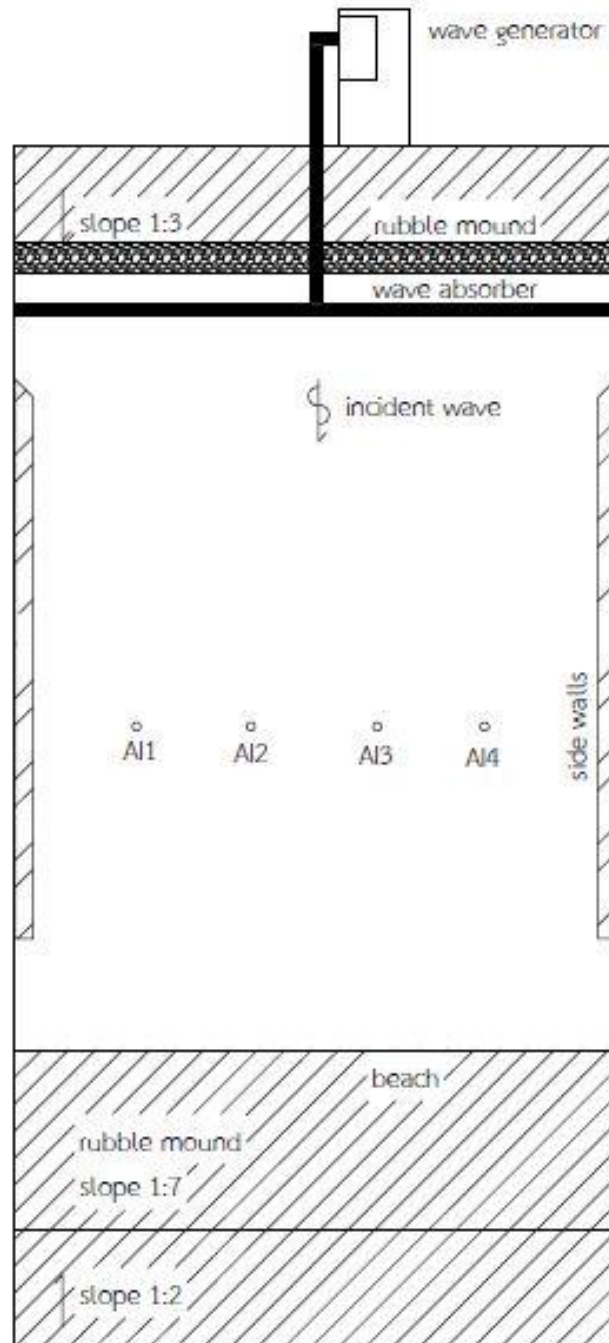 wave generator
slope 1:3
rubble mound
wave absorber
incident wave
side walls
AI1
AI2
AI3
AI4
beach
rubble mound
slope 1:7
slope 1:2